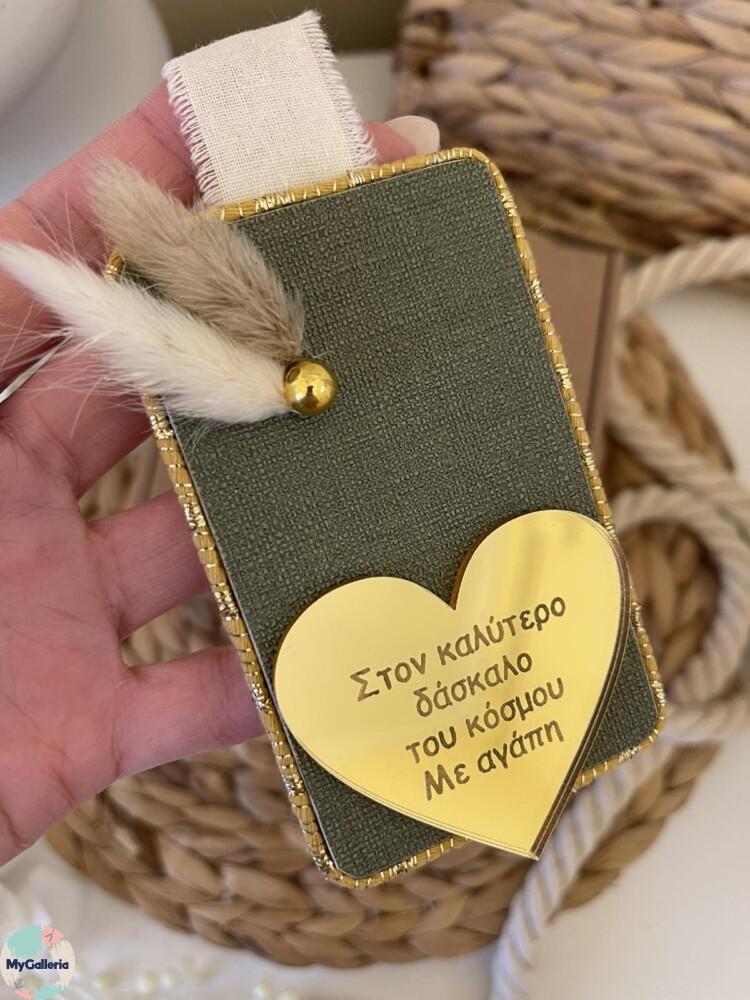 Στον καλύτερο
δάσκαλο
του κόσμου
Με αγάπη
MyGalleria